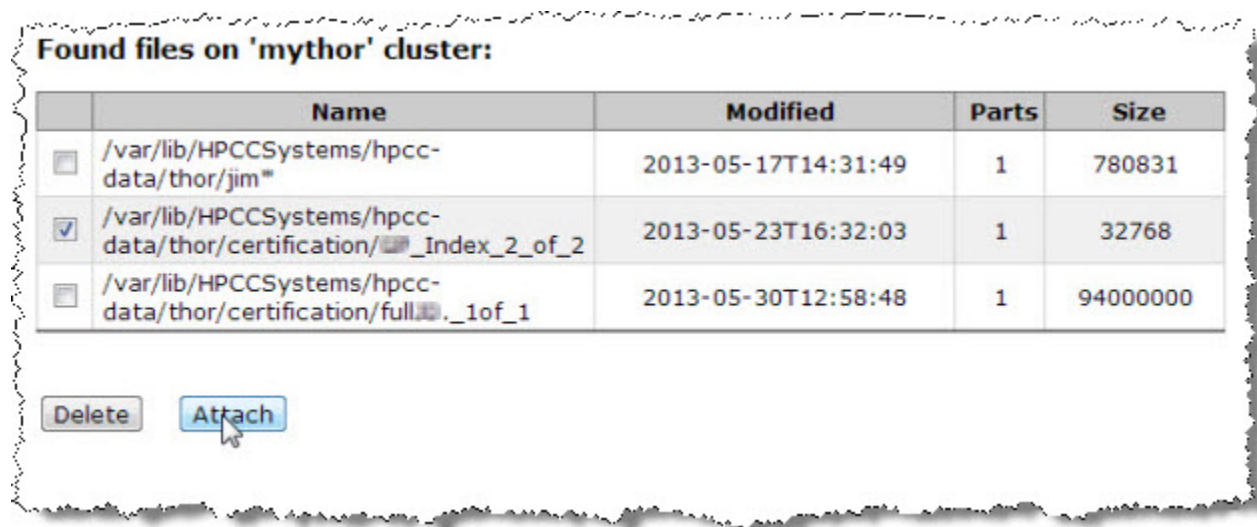 Found files on 'mythor' cluster:
Name Modified Parts Size
/var/lib/HPCCSystems/hpcc-
data/thor/jim* 2013-05-17T14:31:49 1 780831
/var/lib/HPCCSystems/hpcc-
data/thor/certification/ _Index_2_of_2 2013-05-23T16:32:03 1 32768
/var/lib/HPCCSystems/hpcc-
data/thor/certification/full ._1of_1 2013-05-30T12:58:48 1 94000000
Delete Attach